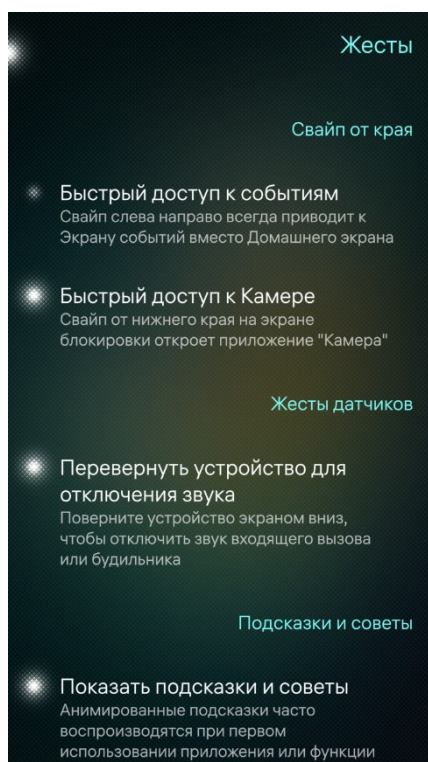 Жесты
Свайп от края
Быстрый доступ к событиям
Свайп слева направо всегда приводит к
Экрану событий вместо Домашнего экрана
Быстрый доступ к Камере
Свайп от нижнего края на экране
блокировки откроет приложение "Камера"
Жесты датчиков
Перевернуть устройство для
отключения звука
Поверните устройство экраном вниз,
чтобы отключить звук входящего вызова
или будильника
Подсказки и советы
Показать подсказки и советы
Анимированные подсказки часто
воспроизводятся при первом
использовании приложения или функции